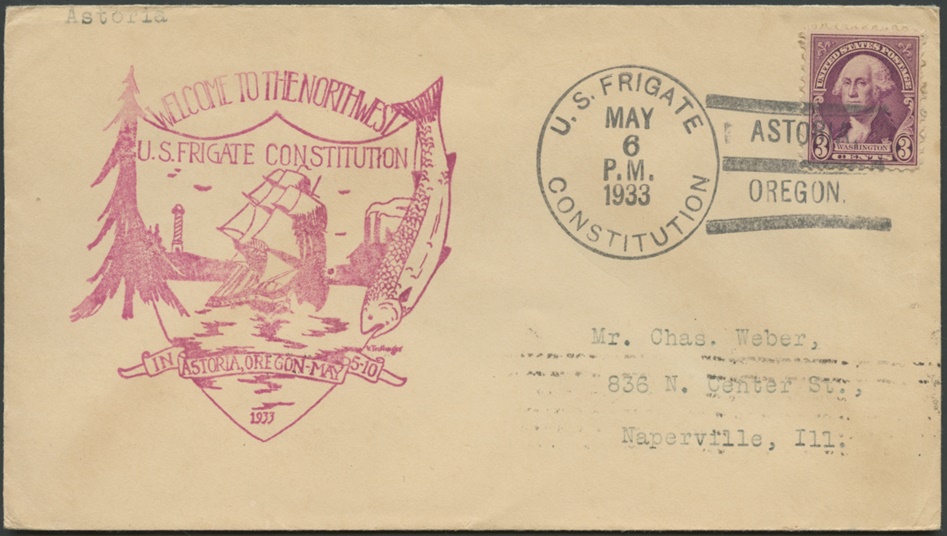 Astoria
WELCOME TO THE NORTHWEST
U.S. FRIGATE CONSTITUTION
IN ASTORIA, OREGON-MAY 5-10
1933
U.S. FRIGATE
MAY
6
P.M.
1933
CONSTITUTION
ASTORIA
OREGON.
UNITED STATES POSTAGE
WASHINGTON
3 CENTS 3
Mr. Chas. Weber,
836 N. Center St.,
Naperville, Ill.